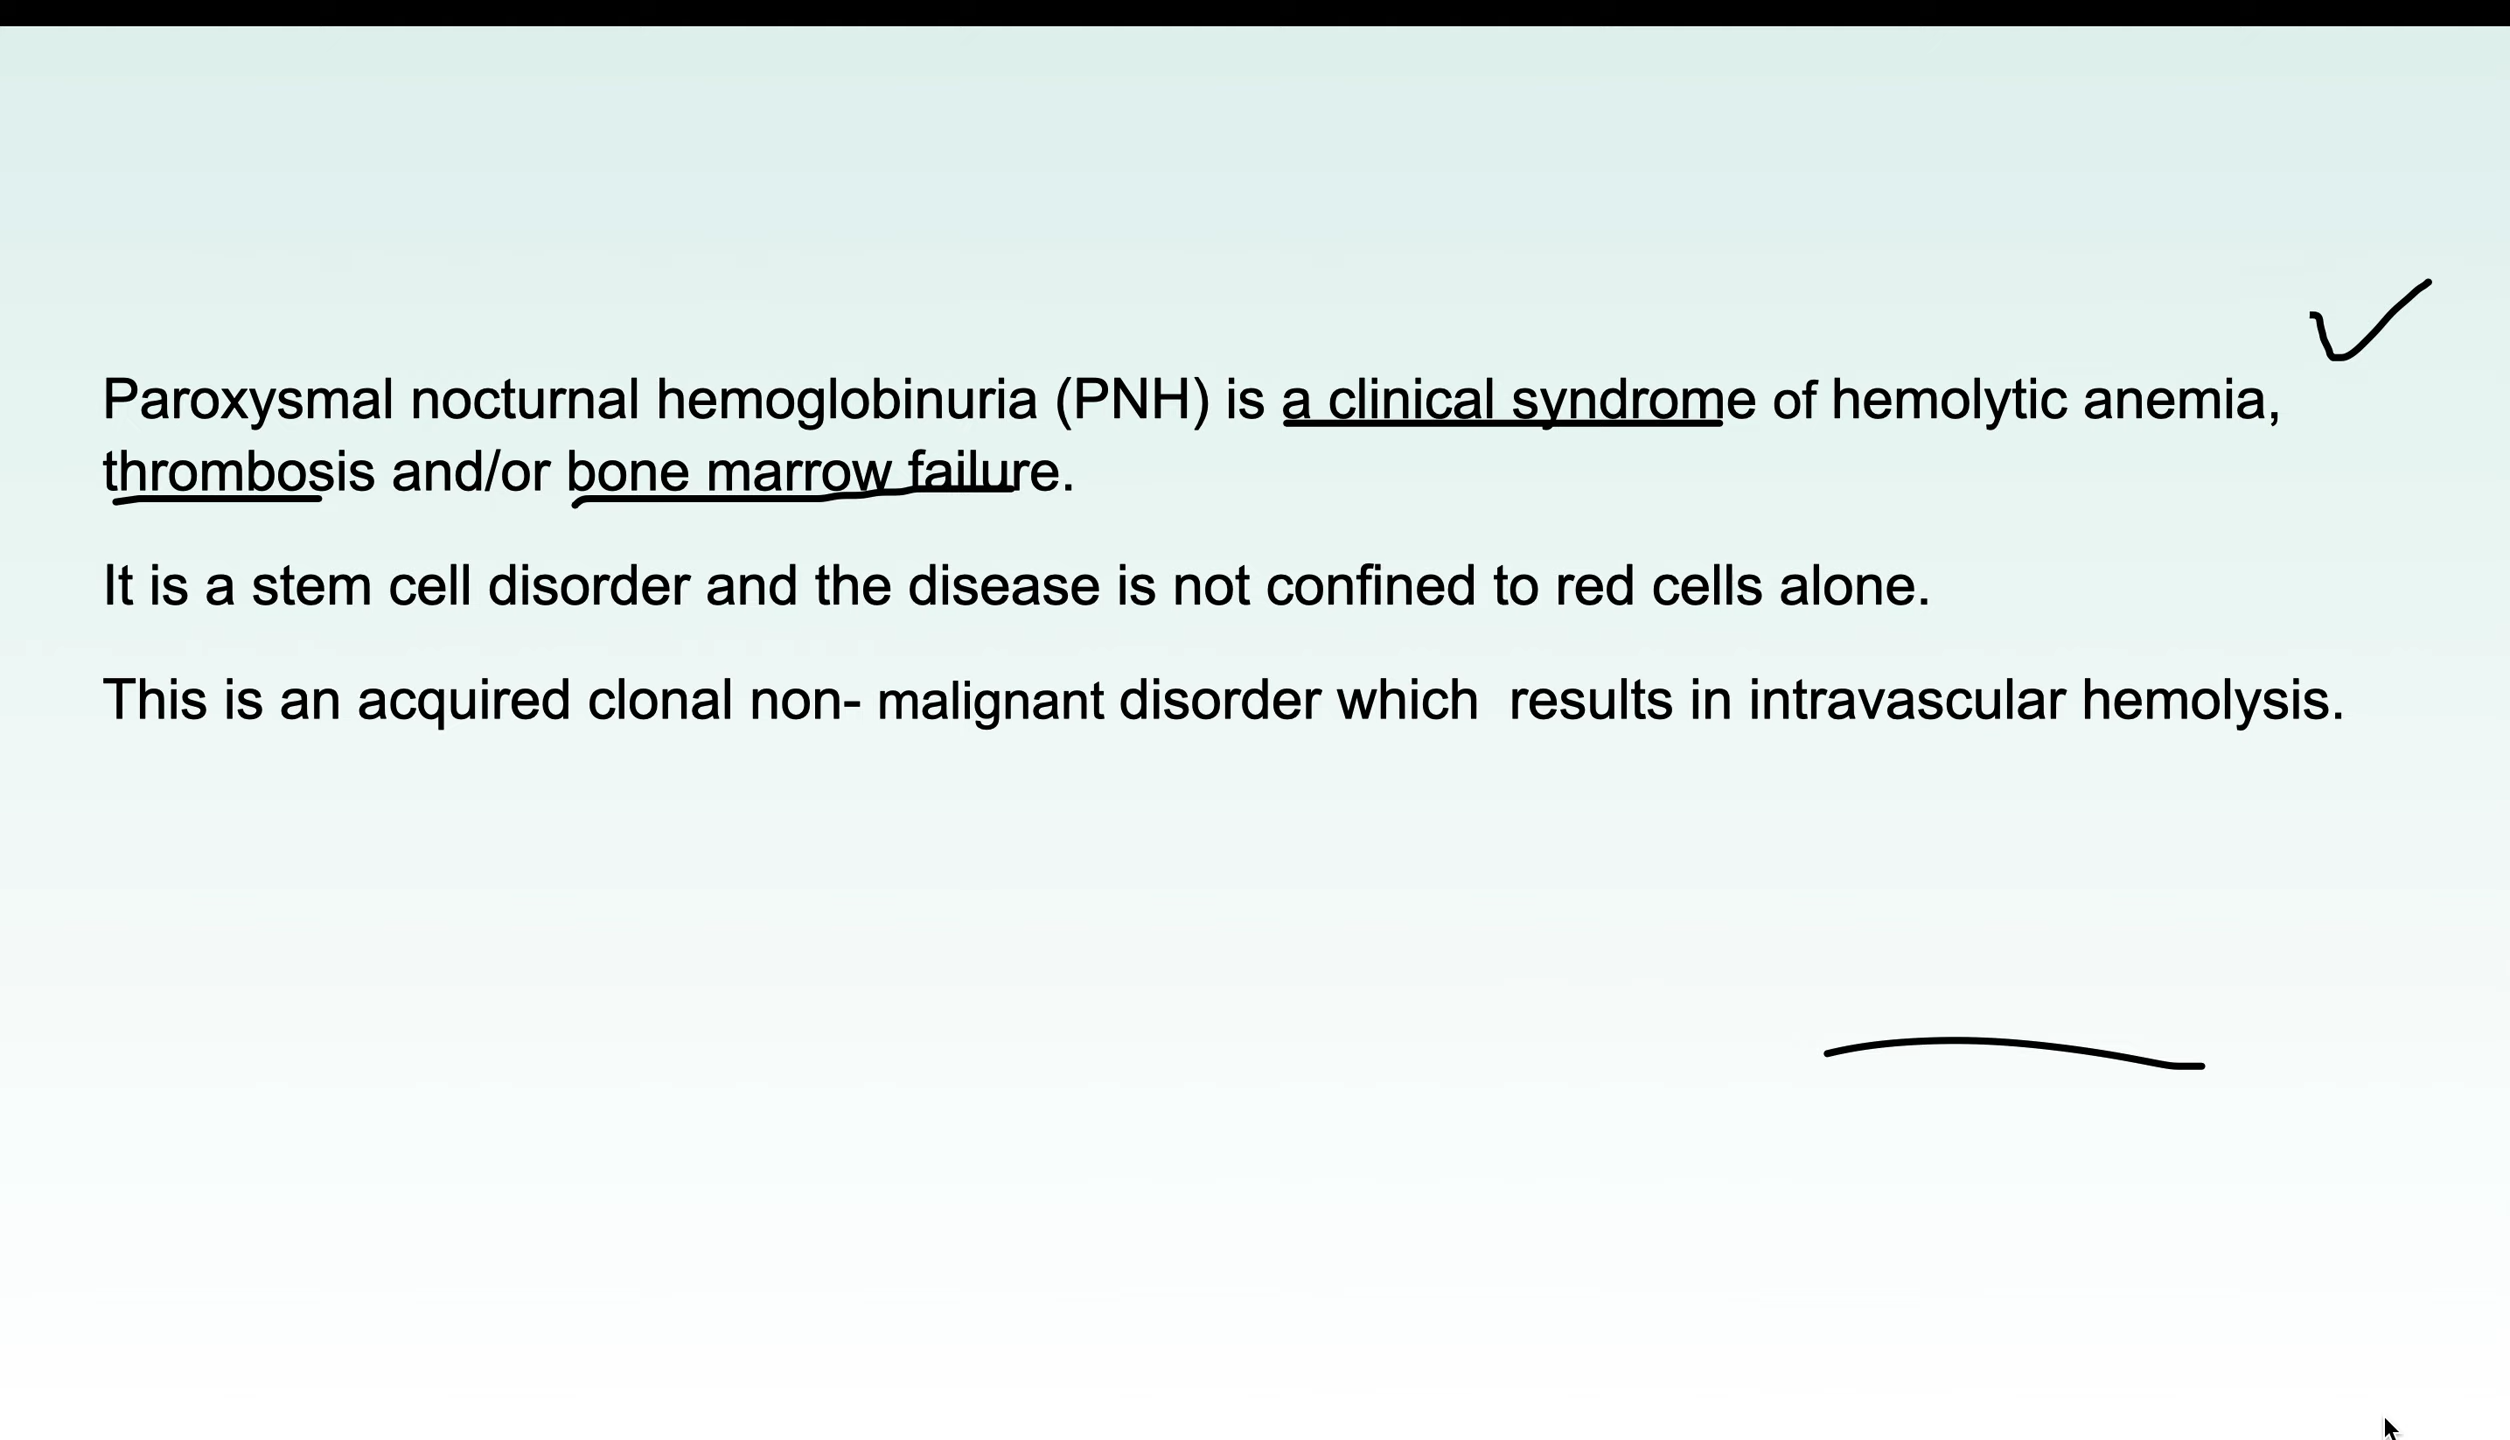 Paroxysmal nocturnal hemoglobinuria (PNH) is a clinical syndrome of hemolytic anemia,
thrombosis and/or bone marrow failure.
It is a stem cell disorder and the disease is not confined to red cells alone.
This is an acquired clonal non- malignant disorder which  results in intravascular hemolysis.